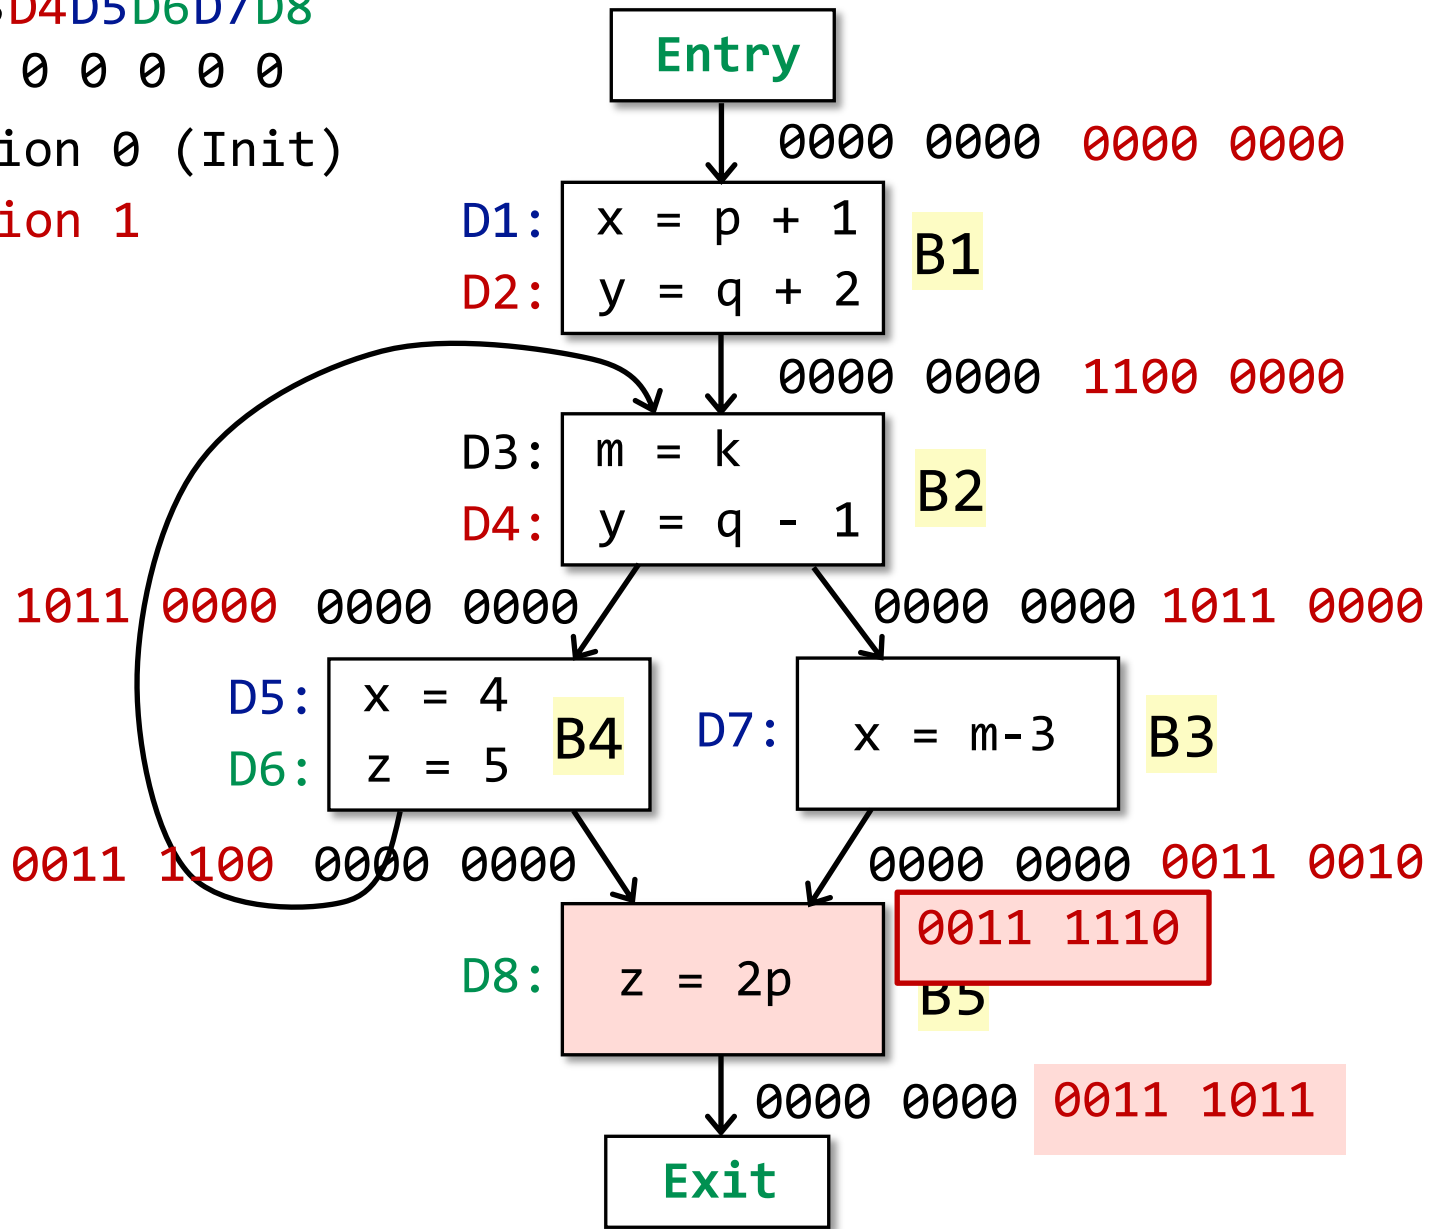 D4D5D6D7D8
0 0 0 0 0
ion 0 (Init)
ion 1
Entry
0000 0000 0000 0000
D1: x = p + 1
D2: y = q + 2
B1
0000 0000 1100 0000
D3: m = k
D4: y = q - 1
B2
1011 0000 0000 0000
0000 0000 1011 0000
D5: x = 4
D6: z = 5
B4
D7: x = m-3
B3
0011 1100 0000 0000
0000 0000 0011 0010
0011 1110
D8: z = 2p
B5
0000 0000 0011 1011
Exit